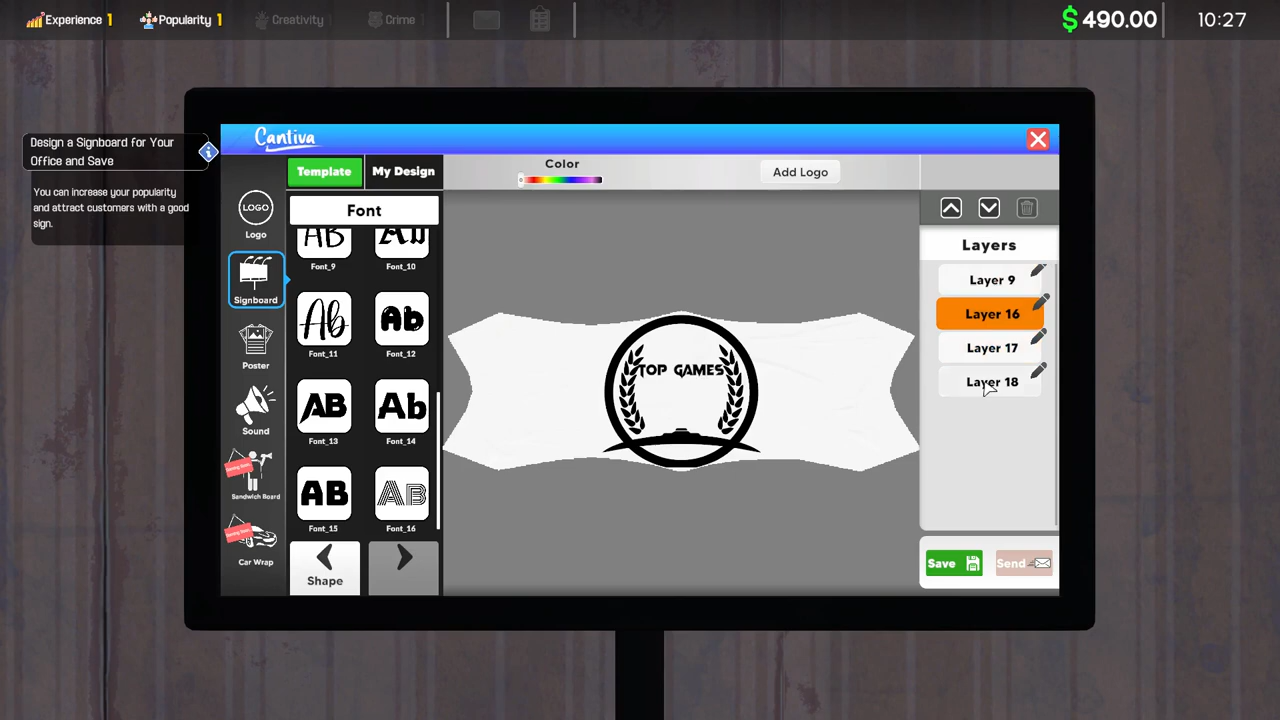 Experience 1
Popularity 1
Creativity
Crime
$ 490.00
10:27
Design a Signboard for Your
Office and Save
You can increase your popularity
and attract customers with a good
sign.
Cantiva
Template
My Design
Color
Add Logo
LOGO
Logo
Signboard
Poster
Sound
Sandwich Board
Car Wrap
Font
AB
Ab
Font_9
Font_10
Ab
Ab
Font_11
Font_12
AB
Ab
Font_13
Font_14
AB
AB
Font_15
Font_16
Shape
TOP GAMES
Layers
Layer 9
Layer 16
Layer 17
Layer 18
Save
Send